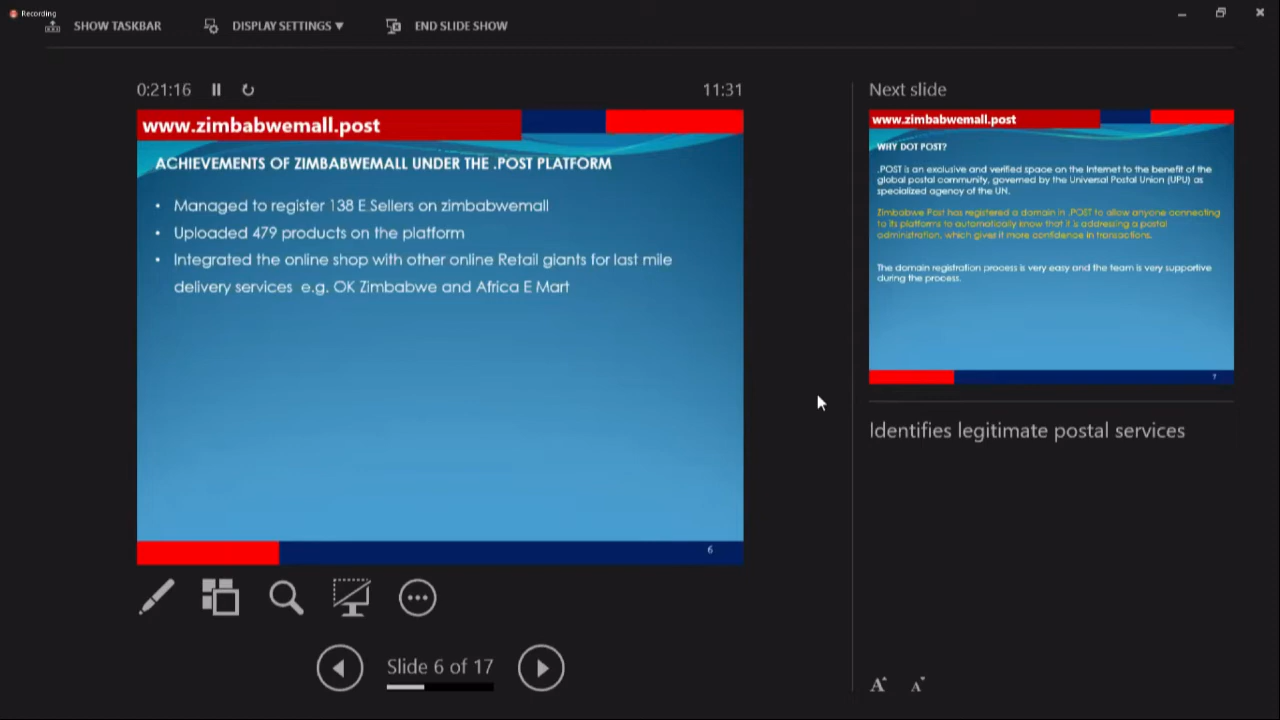 Recording
SHOW TASKBAR
DISPLAY SETTINGS ▼
END SLIDE SHOW
0:21:16
11:31
www.zimbabwemall.post
ACHIEVEMENTS OF ZIMBABWEMALL UNDER THE .POST PLATFORM
• Managed to register 138 E Sellers on zimbabwemall
• Uploaded 479 products on the platform
• Integrated the online shop with other online Retail giants for last mile
delivery services e.g. OK Zimbabwe and Africa E Mart
6
Slide 6 of 17
Next slide
www.zimbabwemall.post
WHY DOT POST?
.POST is an exclusive and verified space on the Internet to the benefit of the
global postal community, governed by the Universal Postal Union (UPU) as
specialized agency of the UN.
Zimbabwe Post has registered a domain in .POST to allow anyone connecting
to its platforms to automatically know that it is addressing a postal
administration, which gives it more confidence in transactions.
The domain registration process is very easy and the team is very supportive
during the process.
7
Identifies legitimate postal services
A A